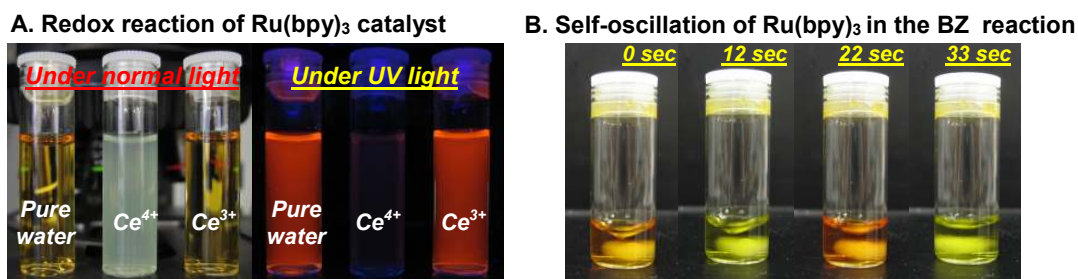 A. Redox reaction of Ru(bpy)₃ catalyst
Under normal light
Under UV light
Pure water
Ce⁴⁺
Ce³⁺
Pure water
Ce⁴⁺
Ce³⁺
B. Self-oscillation of Ru(bpy)₃ in the BZ reaction
0 sec
12 sec
22 sec
33 sec